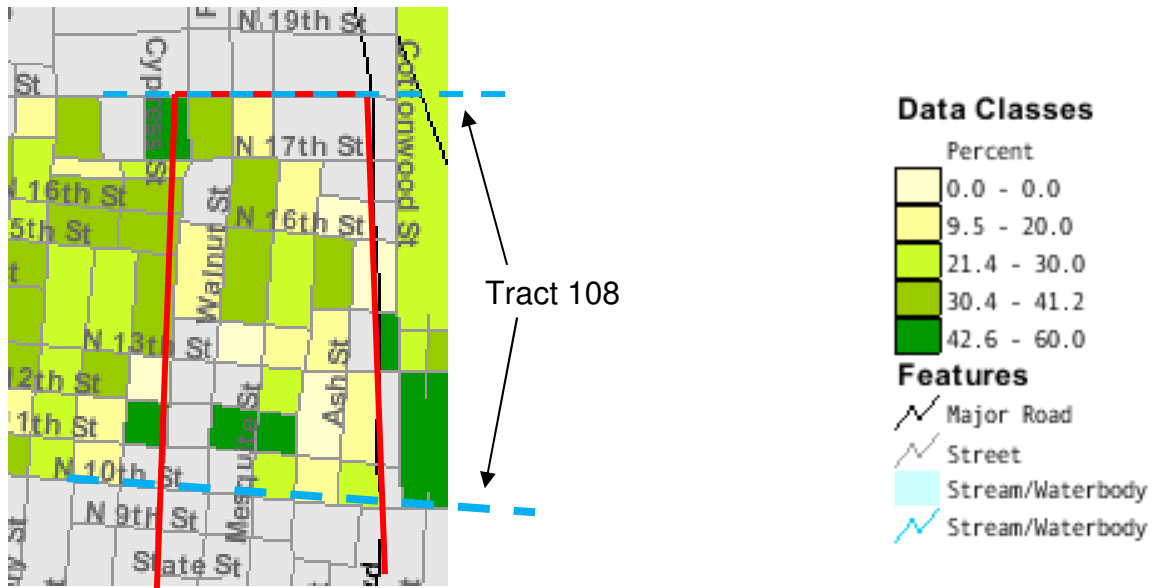 N 19th St
Cypress St
Cottonwood St
St
N 17th St
N 16th St
Walnut St
N 16th St
5th St
t
N 13th St
12th St
Ash St
11th St
Mesquite St
N 10th St
N 9th St
State St
St
t
t
Tract 108
Data Classes
Percent
0.0 - 0.0
9.5 - 20.0
21.4 - 30.0
30.4 - 41.2
42.6 - 60.0
Features
Major Road
Street
Stream/Waterbody
Stream/Waterbody